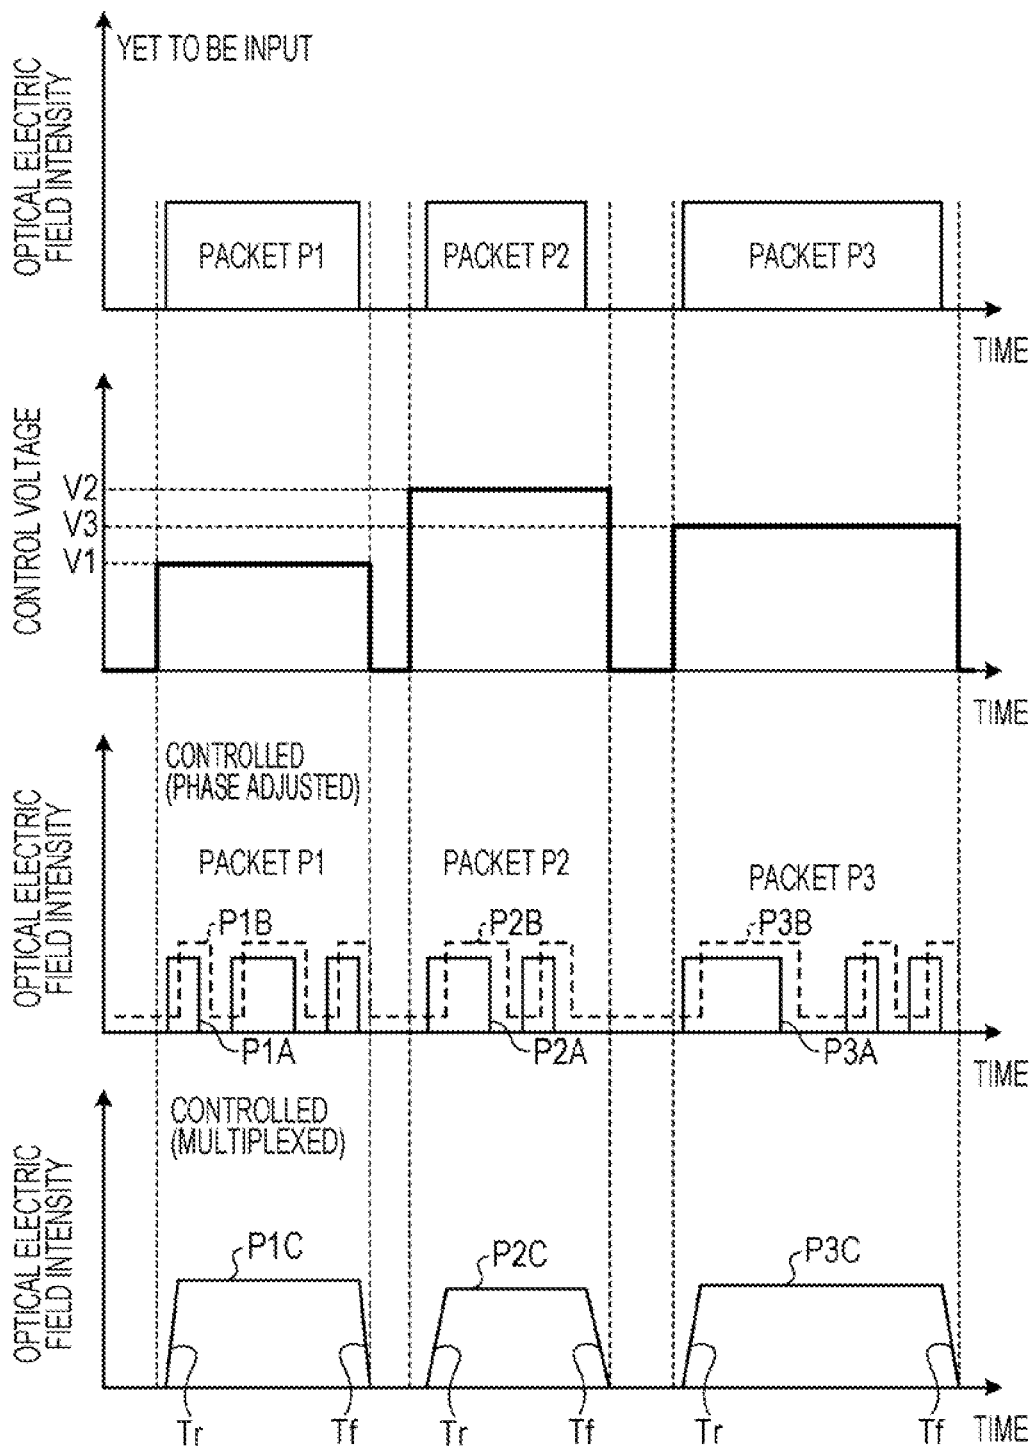 OPTICAL ELECTRIC
FIELD INTENSITY
YET TO BE INPUT
PACKET P1
PACKET P2
PACKET P3
TIME
CONTROL VOLTAGE
V2
V3
V1
TIME
OPTICAL ELECTRIC
FIELD INTENSITY
CONTROLLED
(PHASE ADJUSTED)
PACKET P1
PACKET P2
PACKET P3
P1B
P2B
P3B
P1A
P2A
P3A
TIME
OPTICAL ELECTRIC
FIELD INTENSITY
CONTROLLED
(MULTIPLEXED)
P1C
P2C
P3C
Tr
Tf
Tr
Tf
Tr
Tf
TIME